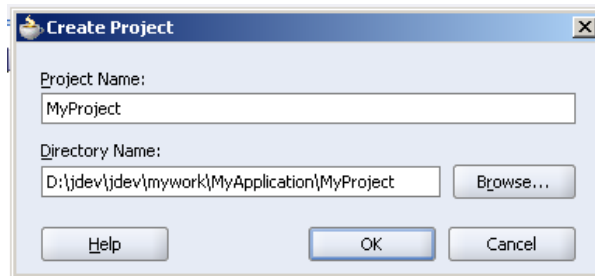 Create Project
Project Name:
MyProject
Directory Name:
D:\jdev\jdev\mywork\MyApplication\MyProject
Browse...
Help
OK
Cancel